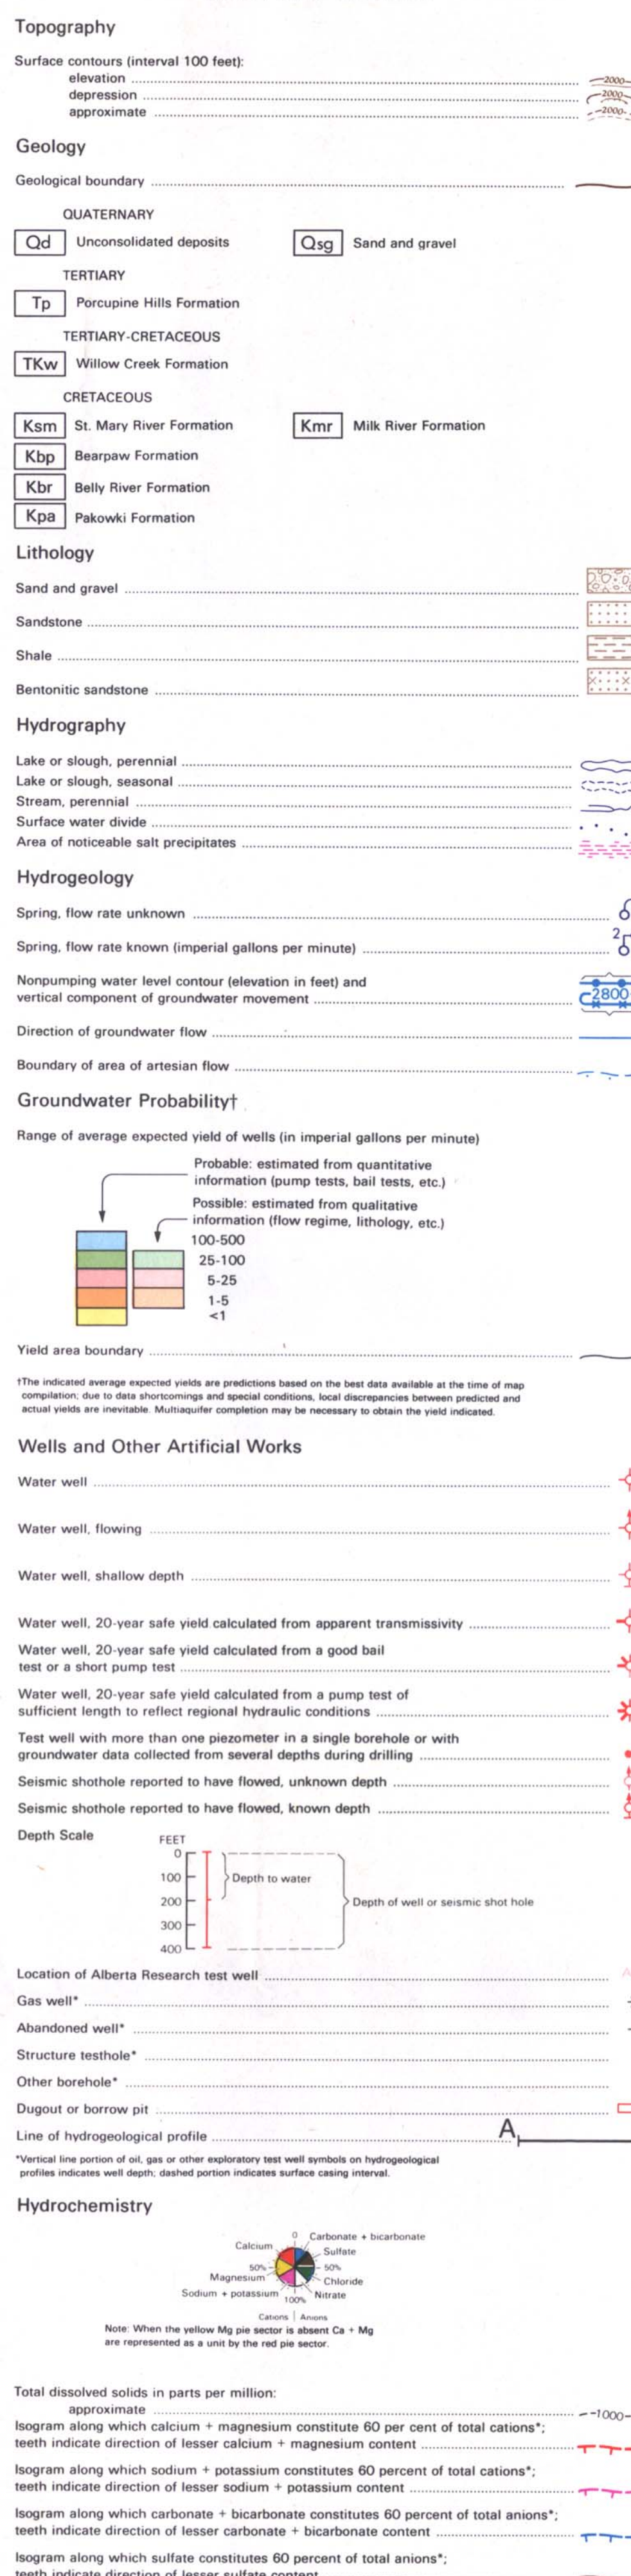 Topography
Surface contours (interval 100 feet):
elevation
2000
depression
2000
approximate
2000
Geology
Geological boundary
QUATERNARY
Qd Unconsolidated deposits Qsg Sand and gravel
TERTIARY
Tp Porcupine Hills Formation
TERTIARY-CRETACEOUS
TKw Willow Creek Formation
CRETACEOUS
Ksm St. Mary River Formation Kmr Milk River Formation
Kbp Bearpaw Formation
Kbr Belly River Formation
Kpa Pakowki Formation
Lithology
Sand and gravel
Sandstone
Shale
Bentonitic sandstone
Hydrography
Lake or slough, perennial
Lake or slough, seasonal
Stream, perennial
Surface water divide
Area of noticeable salt precipitates
Hydrogeology
Spring, flow rate unknown
Spring, flow rate known (imperial gallons per minute) 2
Nonpumping water level contour (elevation in feet) and
vertical component of groundwater movement 2800
Direction of groundwater flow
Boundary of area of artesian flow
Groundwater Probability†
Range of average expected yield of wells (in imperial gallons per minute)
Probable: estimated from quantitative
information (pump tests, bail tests, etc.)
Possible: estimated from qualitative
information (flow regime, lithology, etc.)
100-500
25-100
5-25
1-5
<1
Yield area boundary
†The indicated average expected yields are predictions based on the best data available at the time of map
compilation; due to data shortcomings and special conditions, local discrepancies between predicted and
actual yields are inevitable. Multiaquifer completion may be necessary to obtain the yield indicated.
Wells and Other Artificial Works
Water well
Water well, flowing
Water well, shallow depth
Water well, 20-year safe yield calculated from apparent transmissivity
Water well, 20-year safe yield calculated from a good bail
test or a short pump test
Water well, 20-year safe yield calculated from a pump test of
sufficient length to reflect regional hydraulic conditions
Test well with more than one piezometer in a single borehole or with
groundwater data collected from several depths during drilling
Seismic shothole reported to have flowed, unknown depth
Seismic shothole reported to have flowed, known depth
Depth Scale FEET
0
100 Depth to water
200 Depth of well or seismic shot hole
300
400
Location of Alberta Research test well A
Gas well*
Abandoned well*
Structure testhole*
Other borehole*
Dugout or borrow pit
Line of hydrogeological profile A
*Vertical line portion of oil, gas or other exploratory test well symbols on hydrogeological
profiles indicates well depth; dashed portion indicates surface casing interval.
Hydrochemistry
0 Carbonate + bicarbonate
Calcium Sulfate
50% 50%
Magnesium Chloride
Sodium + potassium 100% Nitrate
Cations | Anions
Note: When the yellow Mg pie sector is absent Ca + Mg
are represented as a unit by the red pie sector.
Total dissolved solids in parts per million:
approximate 1000
Isogram along which calcium + magnesium constitute 60 per cent of total cations*;
teeth indicate direction of lesser calcium + magnesium content
Isogram along which sodium + potassium constitutes 60 percent of total cations*;
teeth indicate direction of lesser sodium + potassium content
Isogram along which carbonate + bicarbonate constitutes 60 percent of total anions*;
teeth indicate direction of lesser carbonate + bicarbonate content
Isogram along which sulfate constitutes 60 percent of total anions*;
teeth indicate direction of lesser sulfate content